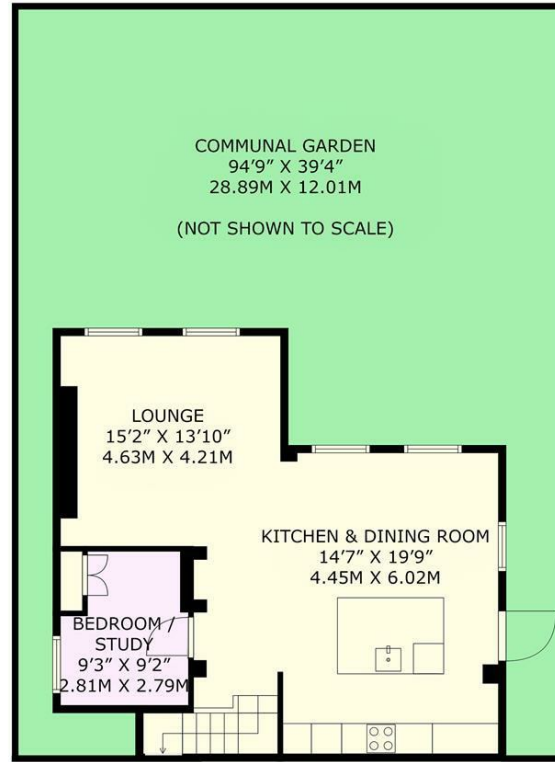 COMMUNAL GARDEN
94'9" X 39'4"
28.89M X 12.01M
(NOT SHOWN TO SCALE)
LOUNGE
15'2" X 13'10"
4.63M X 4.21M
KITCHEN & DINING ROOM
14'7" X 19'9"
4.45M X 6.02M
BEDROOM /
STUDY
9'3" X 9'2"
2.81M X 2.79M